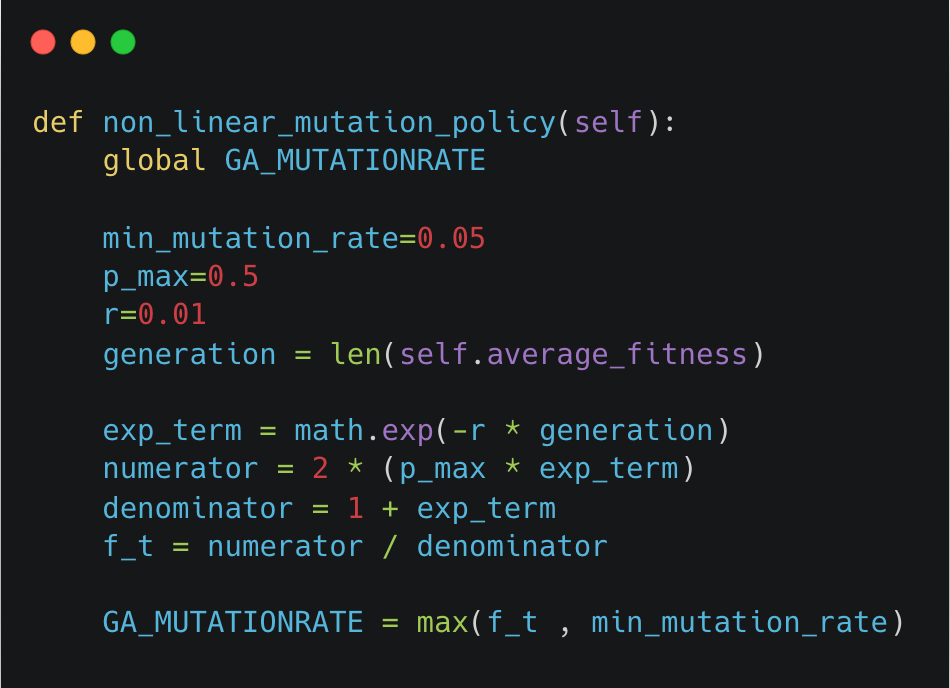 def non_linear_mutation_policy(self):
    global GA_MUTATIONRATE

    min_mutation_rate=0.05
    p_max=0.5
    r=0.01
    generation = len(self.average_fitness)

    exp_term = math.exp(-r * generation)
    numerator = 2 * (p_max * exp_term)
    denominator = 1 + exp_term
    f_t = numerator / denominator

    GA_MUTATIONRATE = max(f_t , min_mutation_rate)